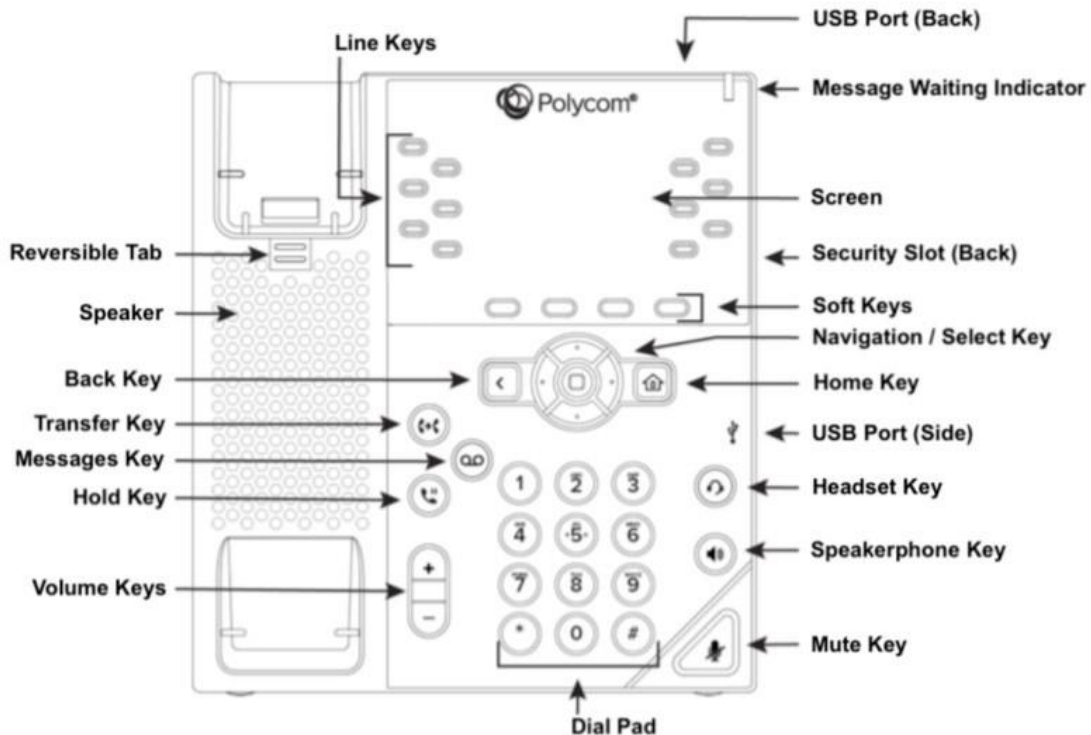 USB Port (Back)
Line Keys
Message Waiting Indicator
Polycom®
Screen
Reversible Tab
Security Slot (Back)
Speaker
Soft Keys
Navigation / Select Key
Back Key
Home Key
Transfer Key
USB Port (Side)
Messages Key
1 2 3
Headset Key
Hold Key
4 5 6
Speakerphone Key
Volume Keys
+
7 8 9
−
* 0 #
Mute Key
Dial Pad